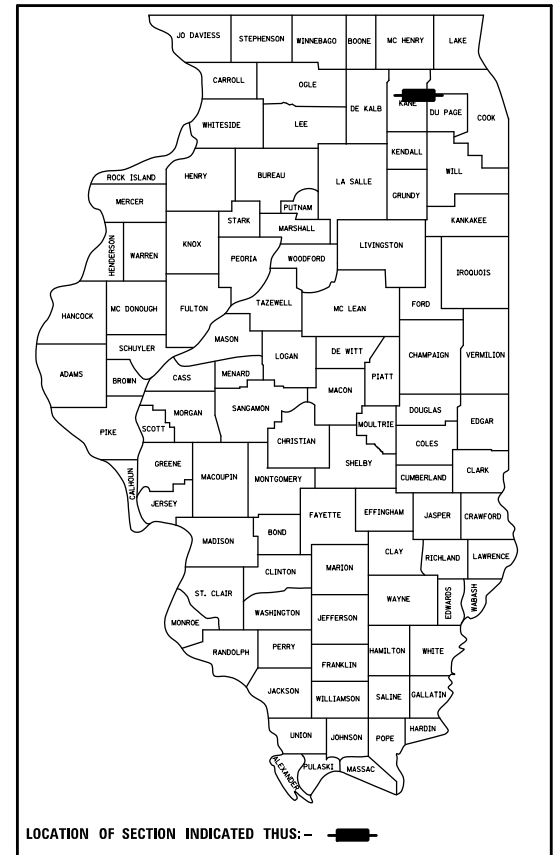 JO DAVIESS STEPHENSON WINNEBAGO BOONE MC HENRY LAKE
CARROLL OGLE DE KALB KANE DU PAGE COOK
WHITESIDE LEE
KENDALL WILL
ROCK ISLAND HENRY BUREAU LA SALLE GRUNDY
MERCER PUTNAM KANKAKEE
STARK MARSHALL
HENDERSON WARREN KNOX PEORIA WOODFORD LIVINGSTON IROQUOIS
HANCOCK MC DONOUGH FULTON TAZEWELL MC LEAN FORD
SCHUYLER MASON LOGAN DE WITT CHAMPAIGN VERMILION
ADAMS BROWN CASS MENARD MACON PIATT
PIKE SCOTT MORGAN SANGAMON MOULTRIE DOUGLAS EDGAR
CHRISTIAN COLES
CALHOUN GREENE MACOUPIN MONTGOMERY SHELBY CUMBERLAND CLARK
JERSEY FAYETTE EFFINGHAM JASPER CRAWFORD
MADISON BOND CLAY RICHLAND LAWRENCE
CLINTON MARION
ST. CLAIR WAYNE EDWARDS WABASH
MONROE WASHINGTON JEFFERSON
RANDOLPH PERRY HAMILTON WHITE
FRANKLIN
JACKSON WILLIAMSON SALINE GALLATIN
UNION JOHNSON POPE HARDIN
ALEXANDER PULASKI MASSAC
LOCATION OF SECTION INDICATED THUS:-